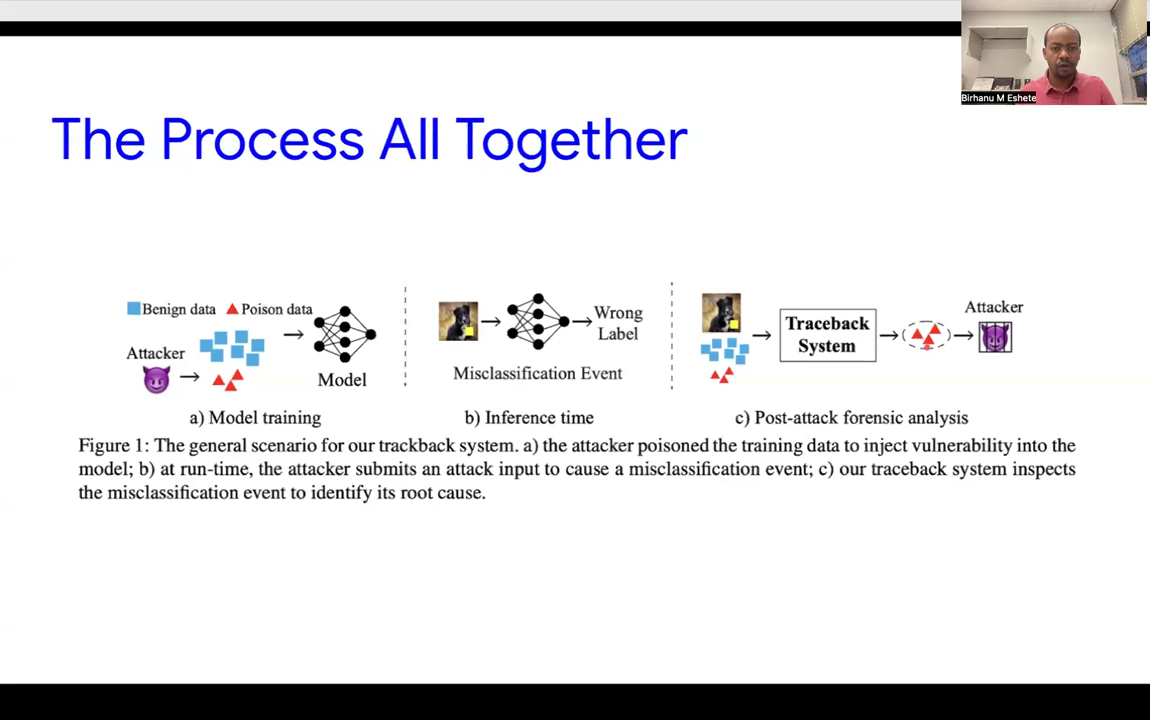 Birhanu M Eshete
The Process All Together
Benign data Poison data
Attacker
Model
a) Model training
Wrong
Label
Misclassification Event
b) Inference time
Traceback
System
Attacker
c) Post-attack forensic analysis
Figure 1: The general scenario for our trackback system. a) the attacker poisoned the training data to inject vulnerability into the
model; b) at run-time, the attacker submits an attack input to cause a misclassification event; c) our traceback system inspects
the misclassification event to identify its root cause.